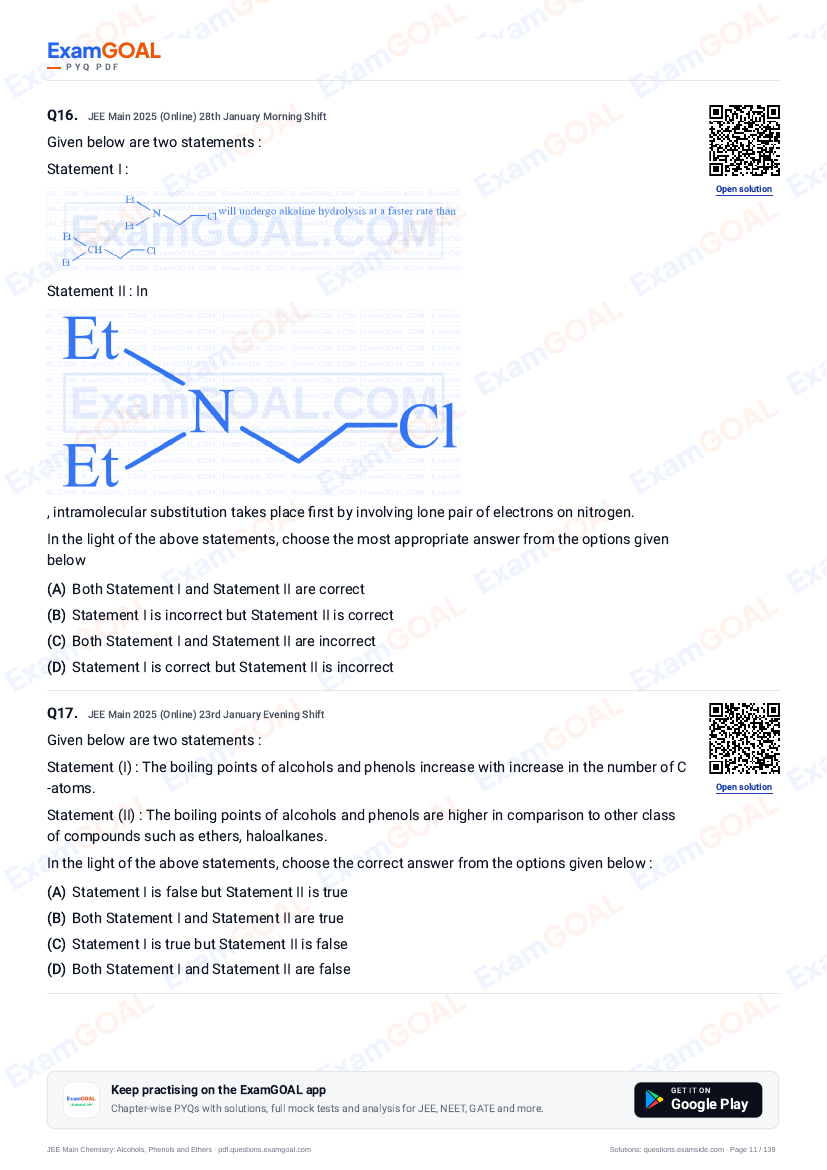 ExamGOAL
PYQ PDF
Q16. JEE Main 2025 (Online) 28th January Morning Shift
Given below are two statements :
Statement I :
Et
N
Cl will undergo alkaline hydrolysis at a faster rate than
Et
Et
CH
Cl
Et
Open solution
Statement II : In
Et
N
Cl
Et
, intramolecular substitution takes place first by involving lone pair of electrons on nitrogen.
In the light of the above statements, choose the most appropriate answer from the options given
below
(A) Both Statement I and Statement II are correct
(B) Statement I is incorrect but Statement II is correct
(C) Both Statement I and Statement II are incorrect
(D) Statement I is correct but Statement II is incorrect
Q17. JEE Main 2025 (Online) 23rd January Evening Shift
Given below are two statements :
Statement (I) : The boiling points of alcohols and phenols increase with increase in the number of C
-atoms.
Open solution
Statement (II) : The boiling points of alcohols and phenols are higher in comparison to other class
of compounds such as ethers, haloalkanes.
In the light of the above statements, choose the correct answer from the options given below :
(A) Statement I is false but Statement II is true
(B) Both Statement I and Statement II are true
(C) Statement I is true but Statement II is false
(D) Both Statement I and Statement II are false
ExamGOAL
Keep practising on the ExamGOAL app
Chapter-wise PYQs with solutions, full mock tests and analysis for JEE, NEET, GATE and more.
GET IT ON
Google Play
JEE Main Chemistry: Alcohols, Phenols and Ethers · pdf.questions.examgoal.com
Solutions: questions.examside.com · Page 11 / 139